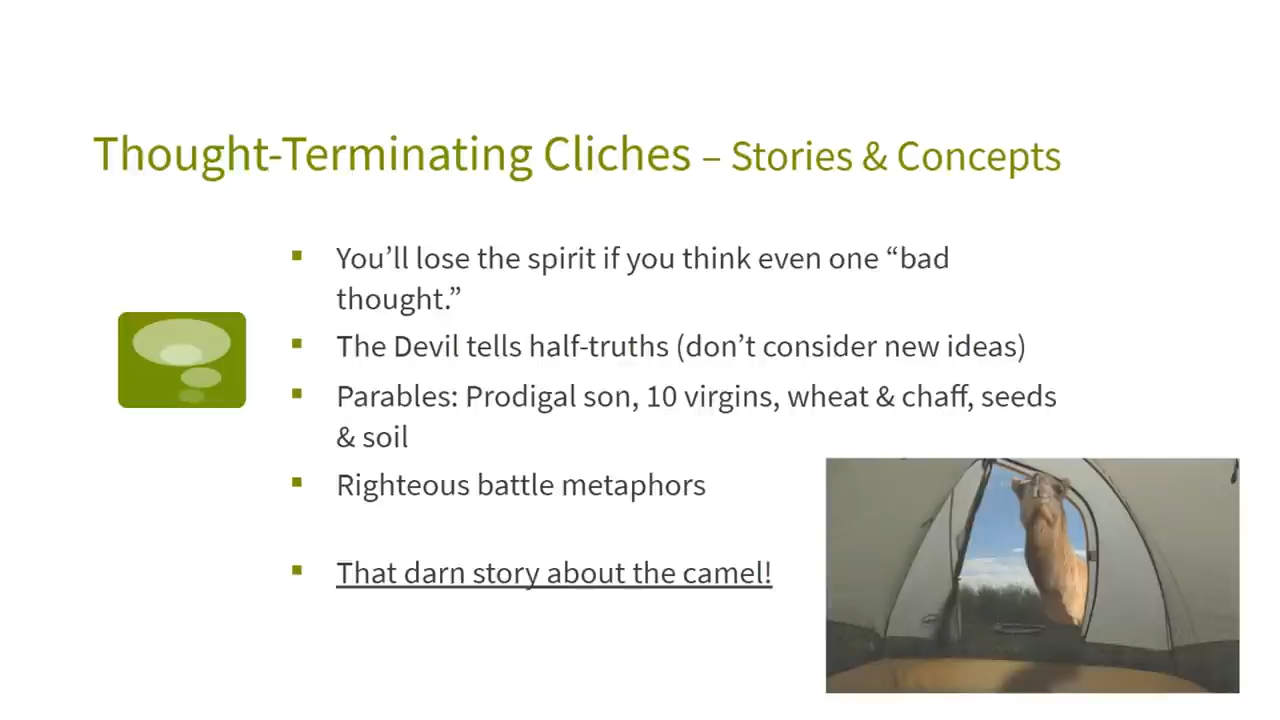 Thought-Terminating Cliches – Stories & Concepts
▪ You’ll lose the spirit if you think even one “bad
thought.”
▪ The Devil tells half-truths (don’t consider new ideas)
▪ Parables: Prodigal son, 10 virgins, wheat & chaff, seeds
& soil
▪ Righteous battle metaphors
▪ That darn story about the camel!